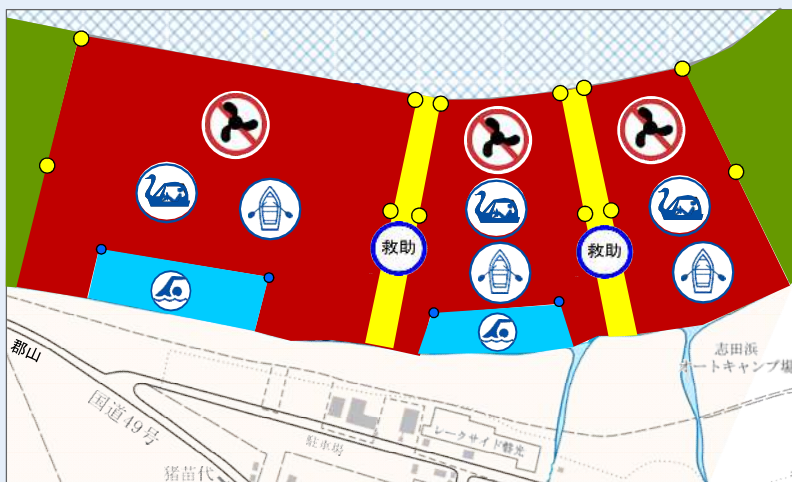 救助
救助
郡山
国道49号
志田浜
オートキャンプ場
レークサイド磐光
駐車場
猪苗代